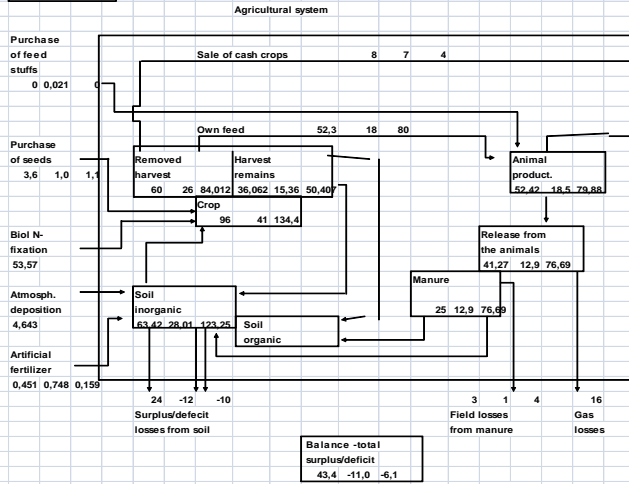 Agricultural system
Purchase
of feed
stuffs
0 0,021 0
Sale of cash crops 8 7 4
Own feed 52,3 18 80
Purchase
of seeds
3,6 1,0 1,1
Removed
harvest
60 26 84,012
Harvest
remains
36,062 15,36 50,407
Crop
96 41 134,4
Animal
product.
52,42 18,5 79,88
Biol N-
fixation
53,57
Release from
the animals
41,27 12,9 76,69
Manure
25 12,9 76,69
Atmosph.
deposition
4,643
Soil
inorganic
63,42 28,01 123,25
Soil
organic
Artificial
fertilizer
0,451 0,748 0,159
24 -12 -10
Surplus/defecit
losses from soil
3 1 4
Field losses
from manure
16
Gas
losses
Balance -total
surplus/deficit
43,4 -11,0 -6,1